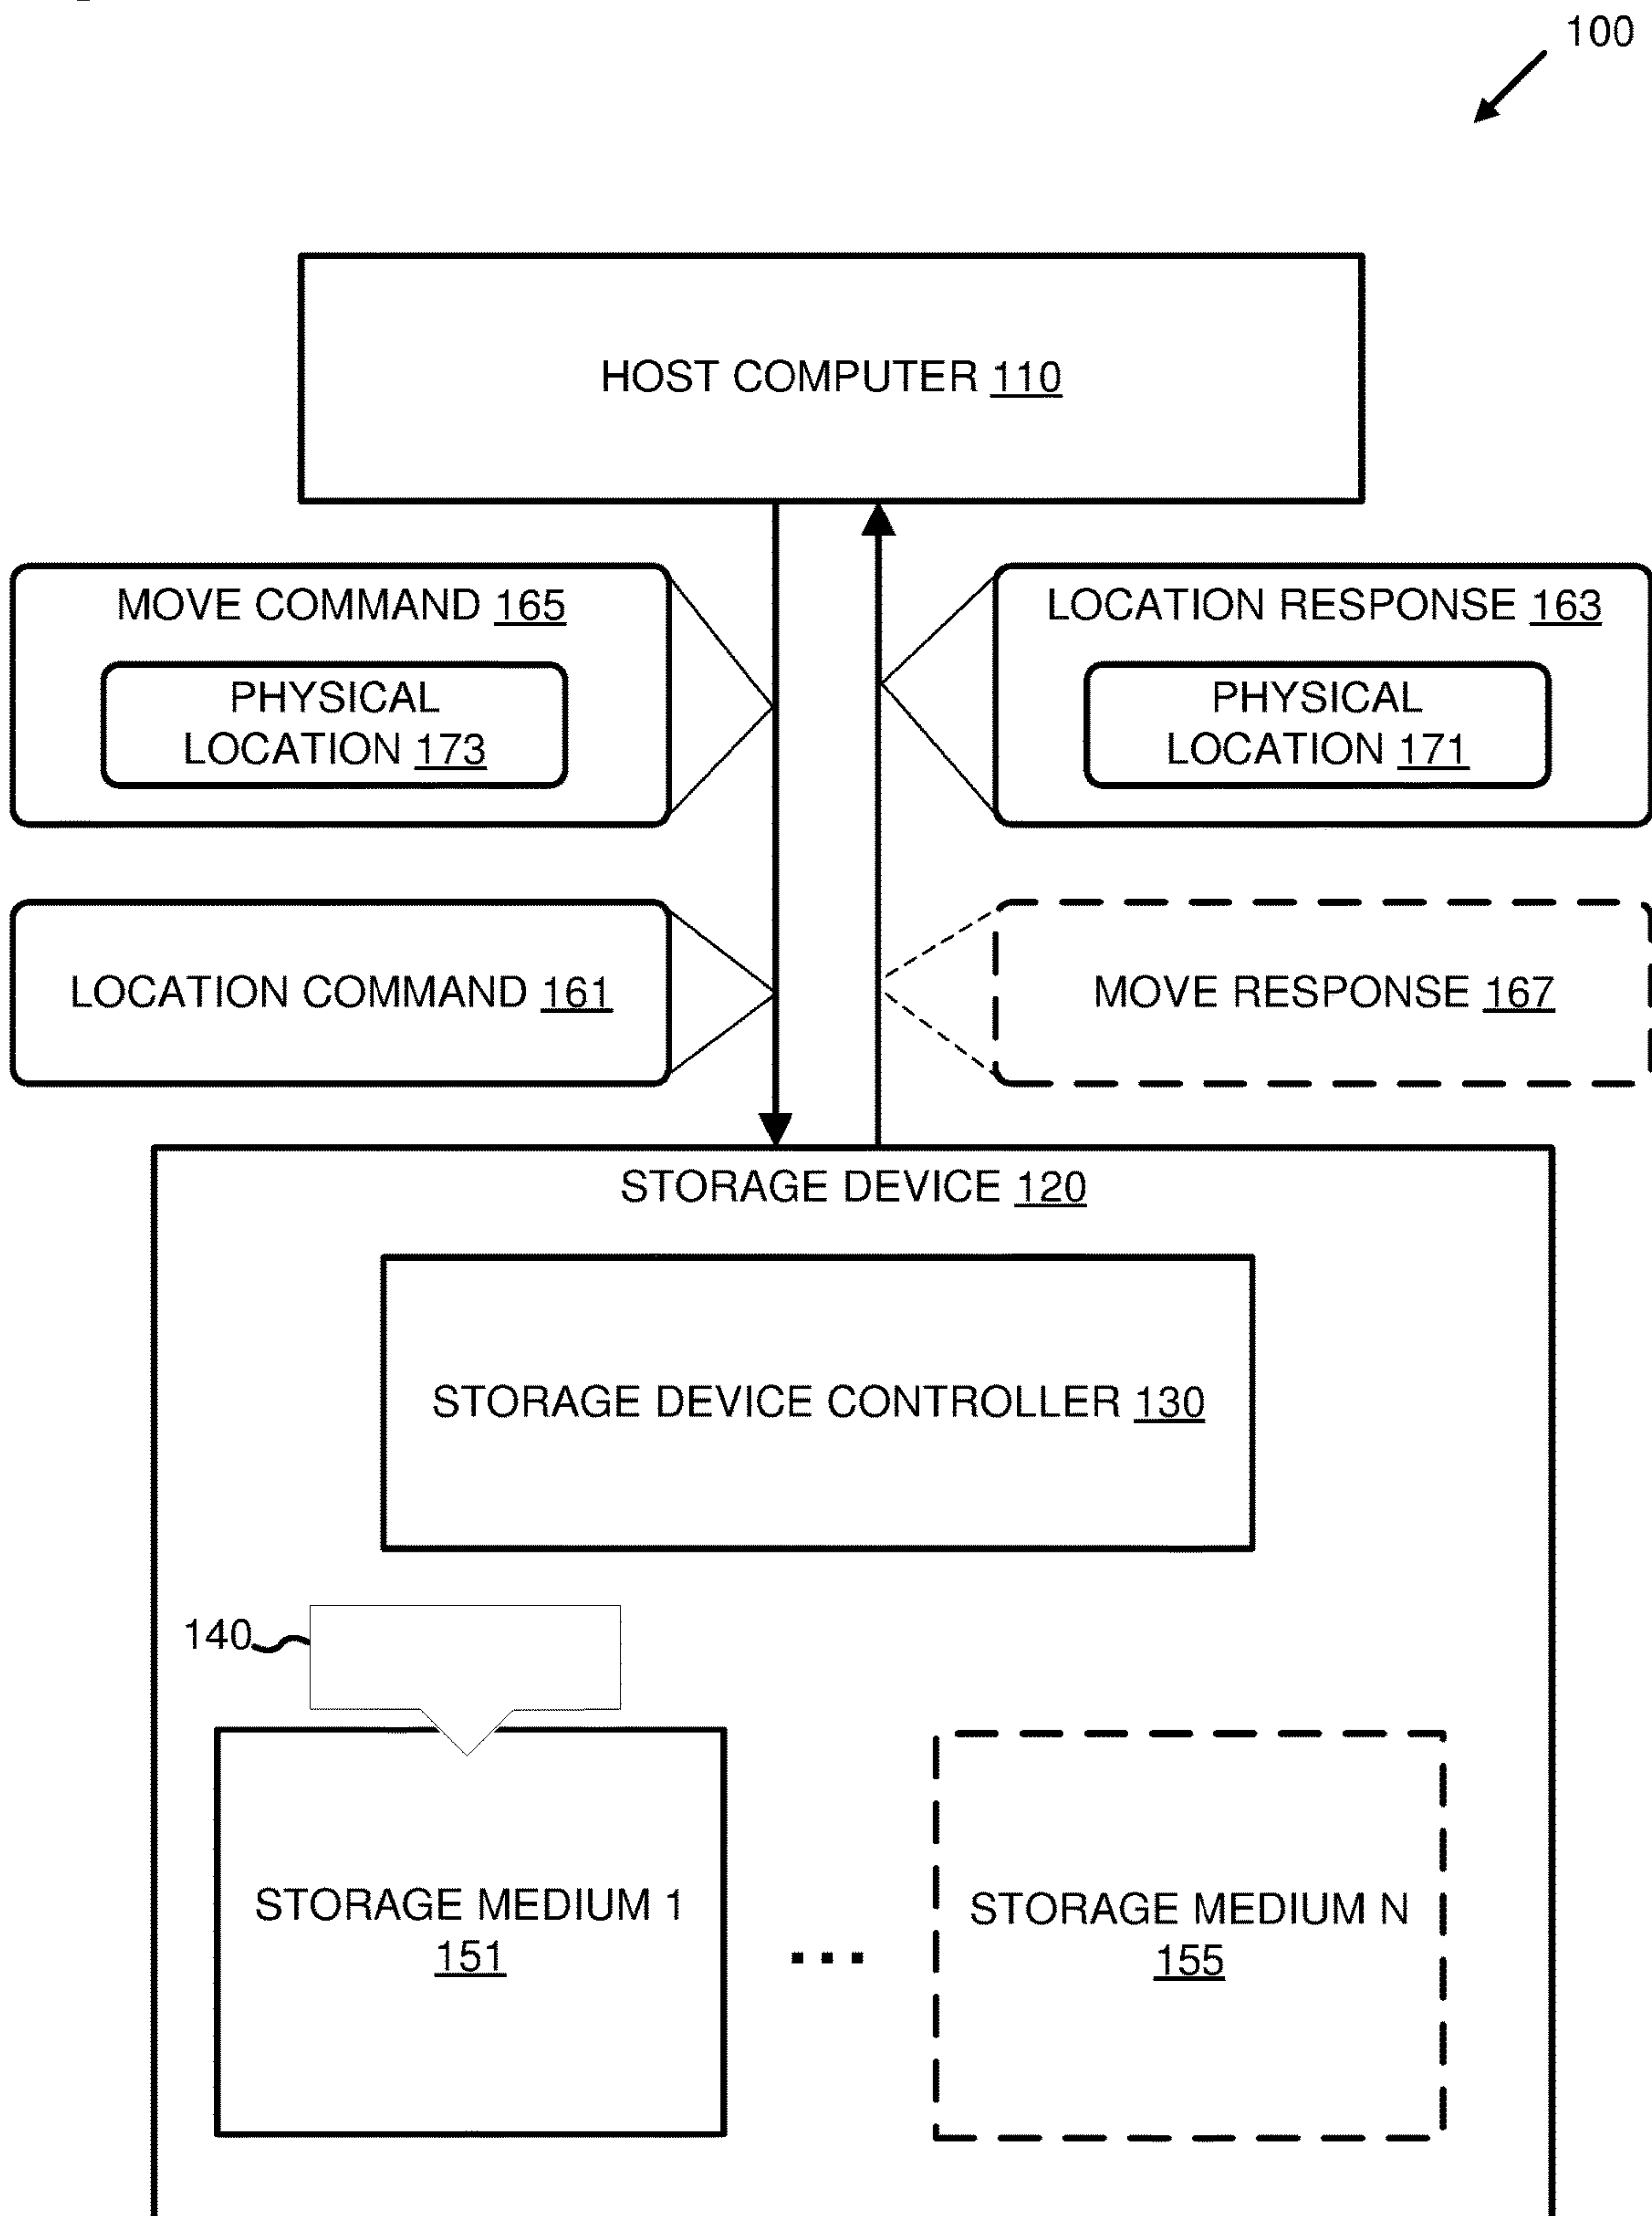 100
HOST COMPUTER 110
MOVE COMMAND 165
PHYSICAL
LOCATION 173
LOCATION RESPONSE 163
PHYSICAL
LOCATION 171
LOCATION COMMAND 161
MOVE RESPONSE 167
STORAGE DEVICE 120
STORAGE DEVICE CONTROLLER 130
140
STORAGE MEDIUM 1
151
...
STORAGE MEDIUM N
155